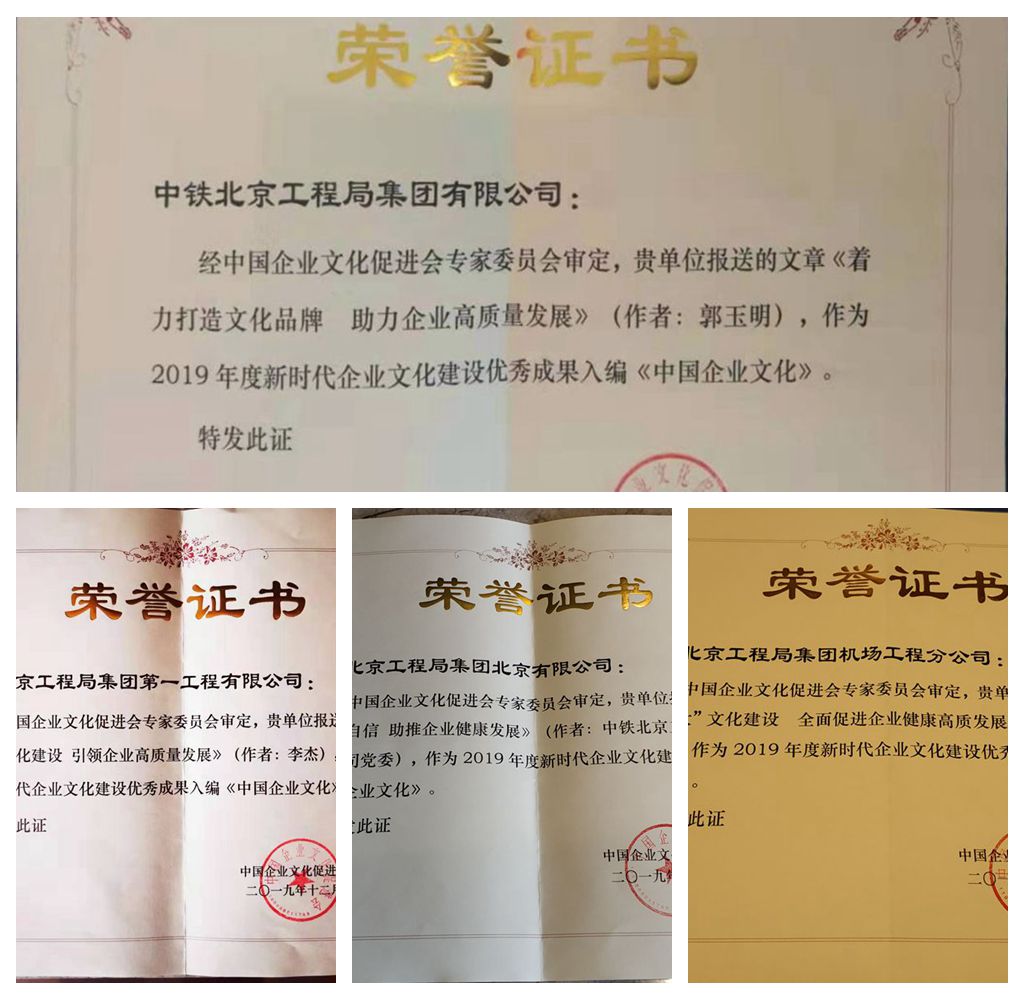 荣誉证书
中铁北京工程局集团有限公司：
经中国企业文化促进会专家委员会审定，贵单位报送的文章《着
力打造文化品牌 助力企业高质量发展》（作者：郭玉明），作为
2019年度新时代企业文化建设优秀成果入编《中国企业文化》。
特发此证
荣誉证书
京工程局集团第一工程有限公司：
国企业文化促进会专家委员会审定，贵单位报送
化建设 引领企业高质量发展》（作者：李杰），
代企业文化建设优秀成果入编《中国企业文化》
此证
中国企业文化促进
二〇一九年十二月
荣誉证书
北京工程局集团北京有限公司：
中国企业文化促进会专家委员会审定，贵单位
自信 助推企业健康发展》（作者：中铁北京
司党委），作为2019年度新时代企业文化建
企业文化》。
此证
中国企业文
二〇一九年
荣誉证书
北京工程局集团机场工程分公司：
中国企业文化促进会专家委员会审定，贵单
”文化建设 全面促进企业健康高质量发展
作为2019年度新时代企业文化建设优秀
。
此证
中国企
二〇